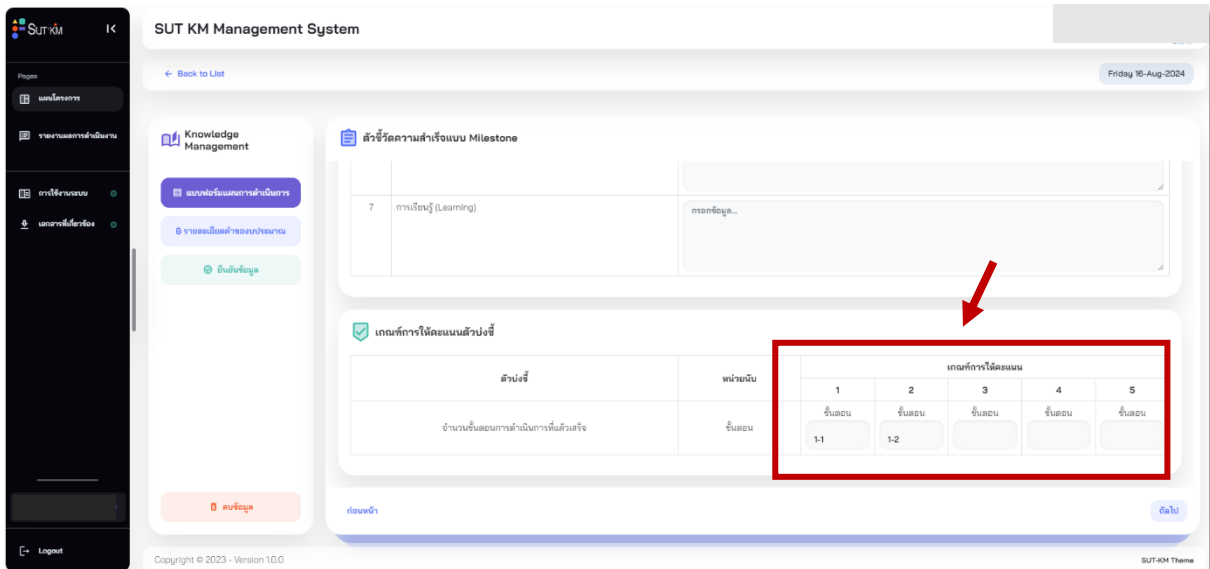 SUT KM
SUT KM Management System
Pages
← Back to List
Friday 16-Aug-2024
แผนโครงการ
รายงานผลการดำเนินงาน
การใช้งานระบบ
เอกสารที่เกี่ยวข้อง
Logout
Knowledge
Management
แบบฟอร์มแผนการดำเนินการ
฿ รายละเอียดคำของบประมาณ
ยืนยันข้อมูล
ลบข้อมูล
ตัวชี้วัดความสำเร็จแบบ Milestone
7 การเรียนรู้ (Learning) กรอกข้อมูล...
เกณฑ์การให้คะแนนตัวบ่งชี้
ตัวบ่งชี้ หน่วยนับ เกณฑ์การให้คะแนน
1 2 3 4 5
จำนวนขั้นตอนการดำเนินการที่แล้วเสร็จ ขั้นตอน ขั้นตอน ขั้นตอน ขั้นตอน ขั้นตอน ขั้นตอน
1-1 1-2
ก่อนหน้า
ถัดไป
Copyright © 2023 - Version 1.0.0
SUT-KM Theme